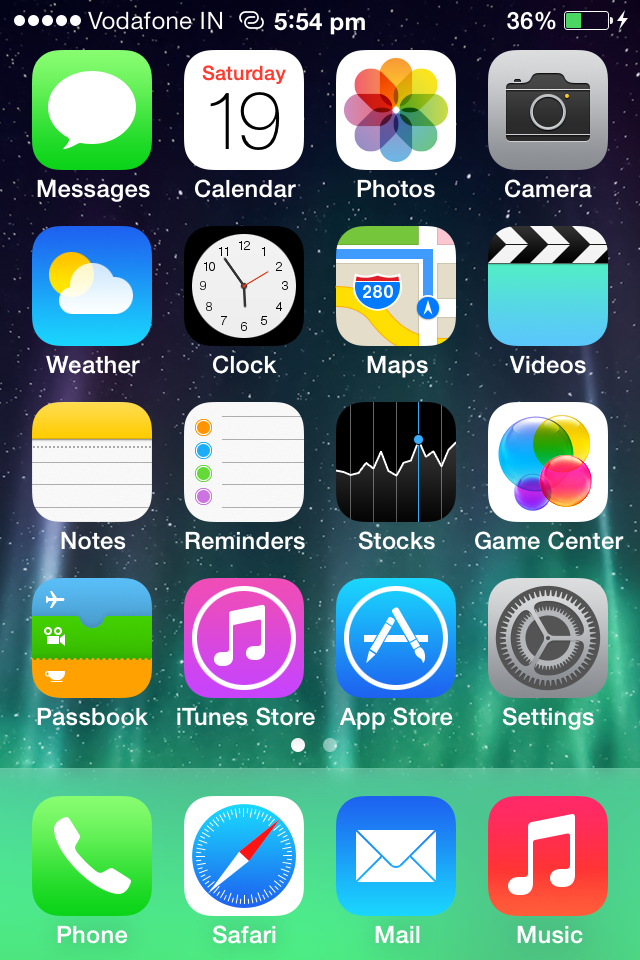 Vodafone IN 5:54 pm 36%
Saturday
19
Messages Calendar Photos Camera
12
11 1
10 2
9 3
8 4
7 5
6
280
Weather Clock Maps Videos
Notes Reminders Stocks Game Center
Passbook iTunes Store App Store Settings
Phone Safari Mail Music